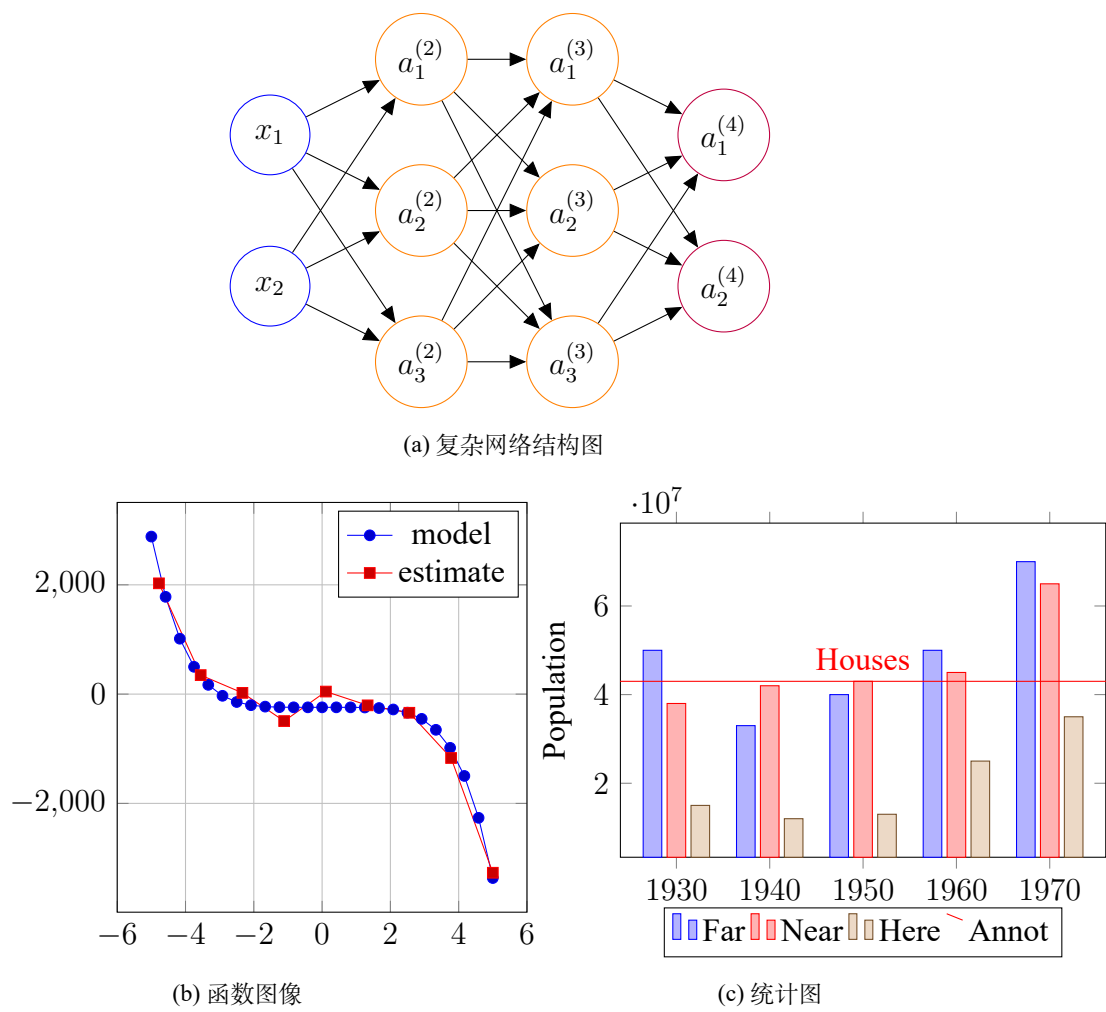 a_1^{(2)} a_1^{(3)}
x_1 a_1^{(4)}
a_2^{(2)} a_2^{(3)}
x_2 a_2^{(4)}
a_3^{(2)} a_3^{(3)}
(a) 复杂网络结构图
model
estimate
2,000
0
−2,000
−6 −4 −2 0 2 4 6
(b) 函数图像
·10^7
6
4
2
Population
Houses
1930 1940 1950 1960 1970
Far Near Here Annot
(c) 统计图